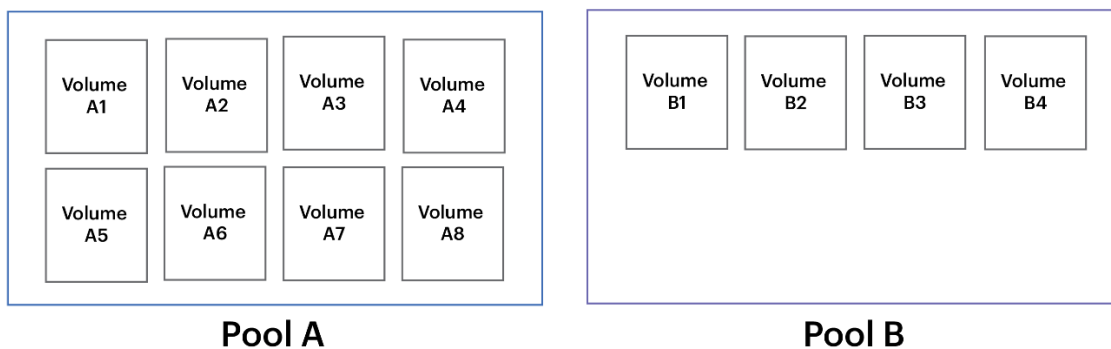 Volume
A1
Volume
A2
Volume
A3
Volume
A4
Volume
A5
Volume
A6
Volume
A7
Volume
A8
Pool A
Volume
B1
Volume
B2
Volume
B3
Volume
B4
Pool B